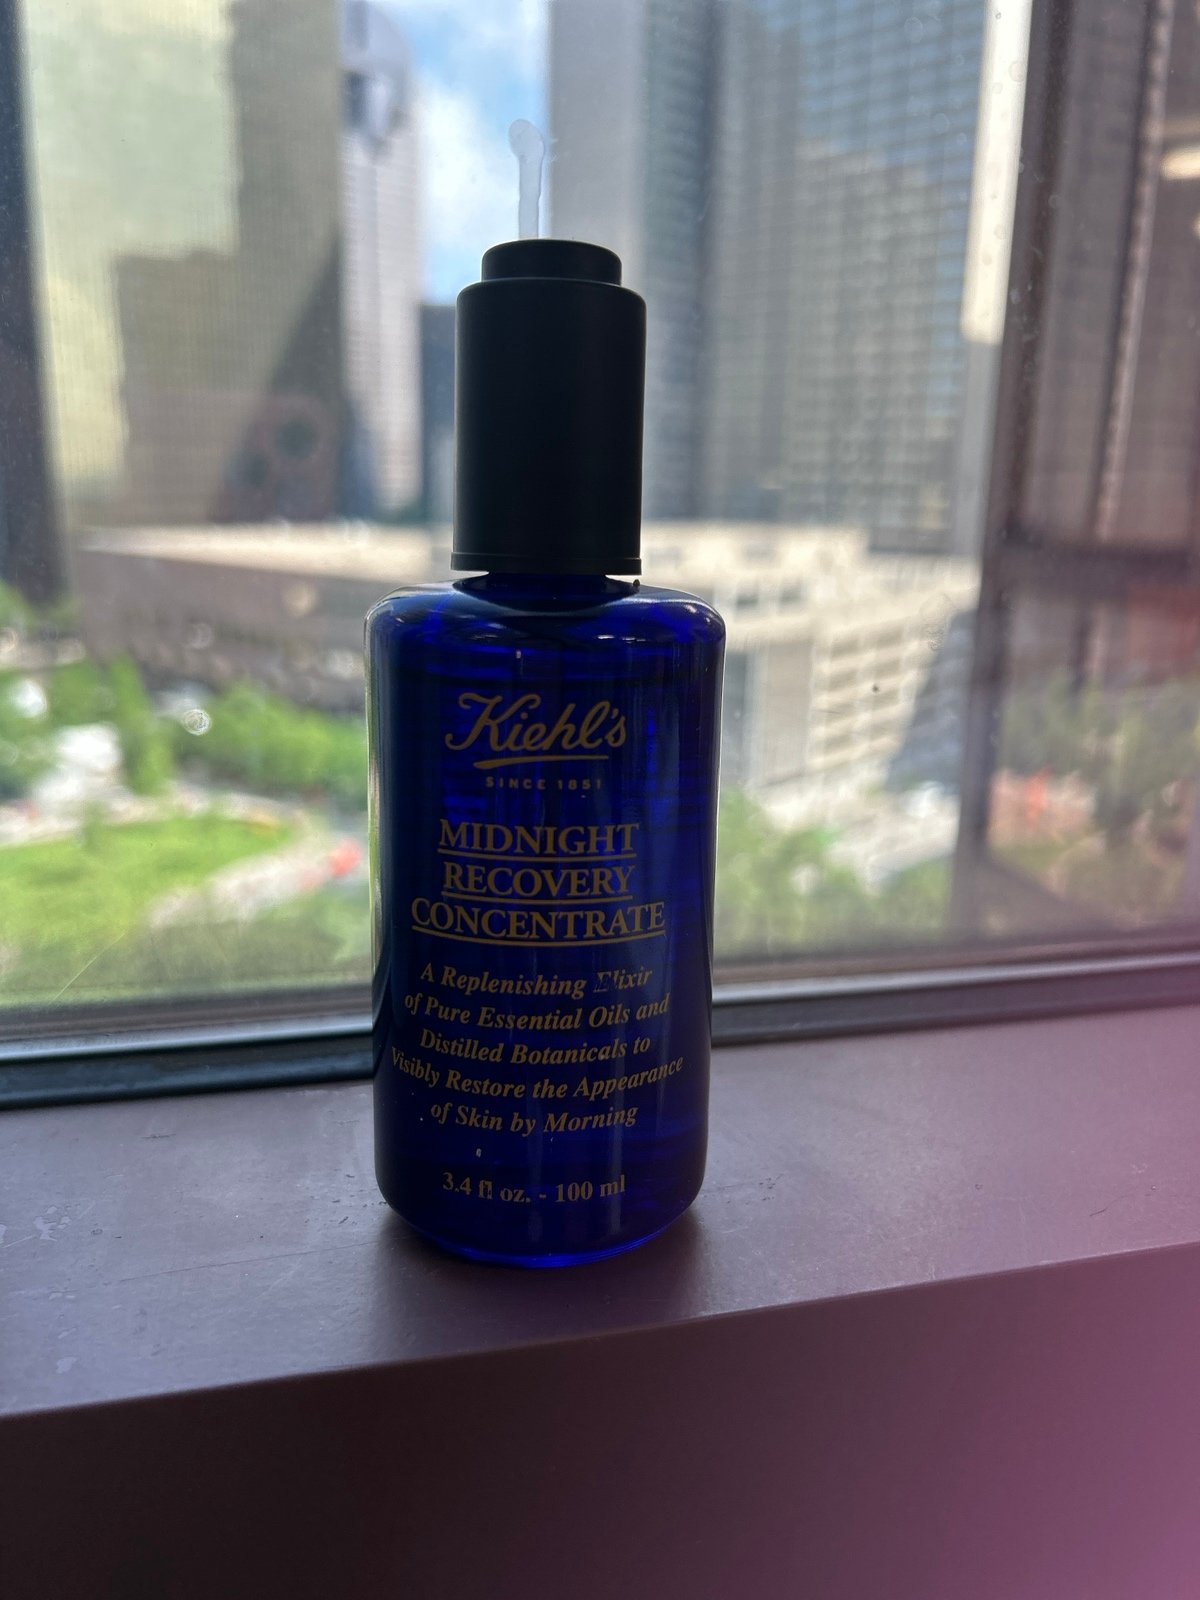 Kiehl's
SINCE 1851
MIDNIGHT
RECOVERY
CONCENTRATE
A Replenishing Elixir
of Pure Essential Oils and
Distilled Botanicals to
Visibly Restore the Appearance
of Skin by Morning
3.4 fl oz. - 100 ml